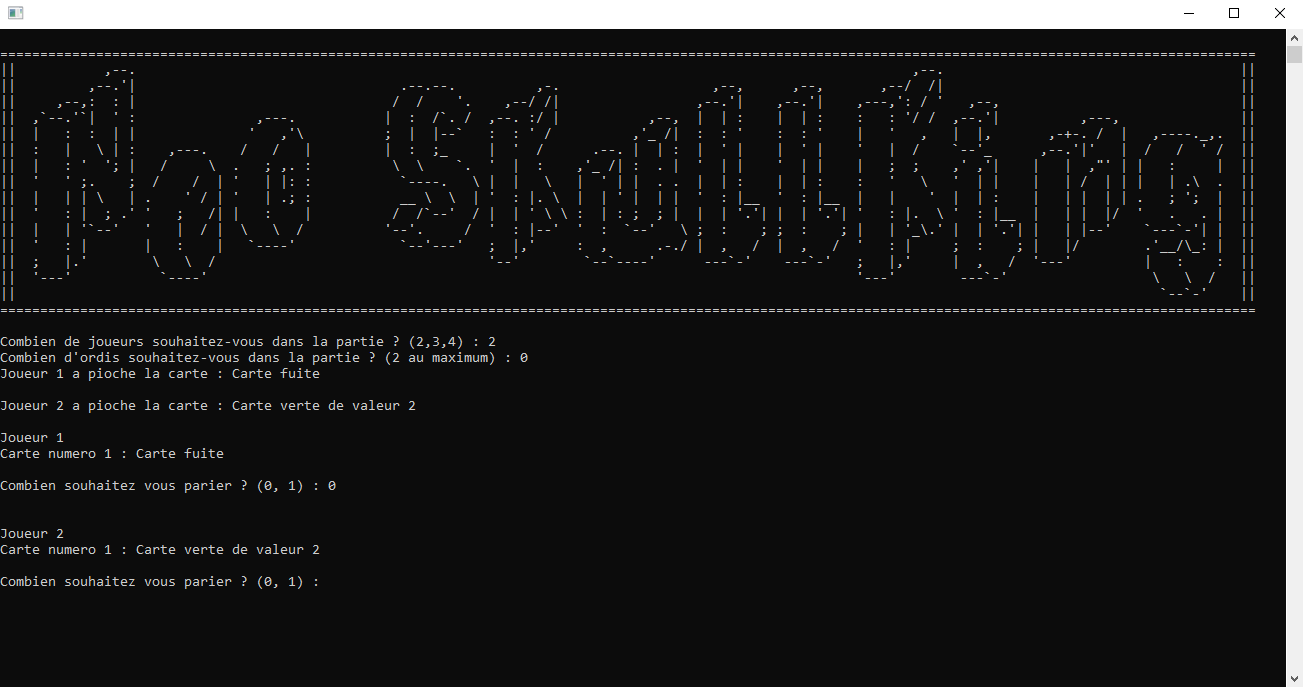 Neo SkullKing
Combien de joueurs souhaitez-vous dans la partie ? (2,3,4) : 2
Combien d'ordis souhaitez-vous dans la partie ? (2 au maximum) : 0
Joueur 1 a pioche la carte : Carte fuite
Joueur 2 a pioche la carte : Carte verte de valeur 2
Joueur 1
Carte numero 1 : Carte fuite
Combien souhaitez vous parier ? (0, 1) : 0
Joueur 2
Carte numero 1 : Carte verte de valeur 2
Combien souhaitez vous parier ? (0, 1) :